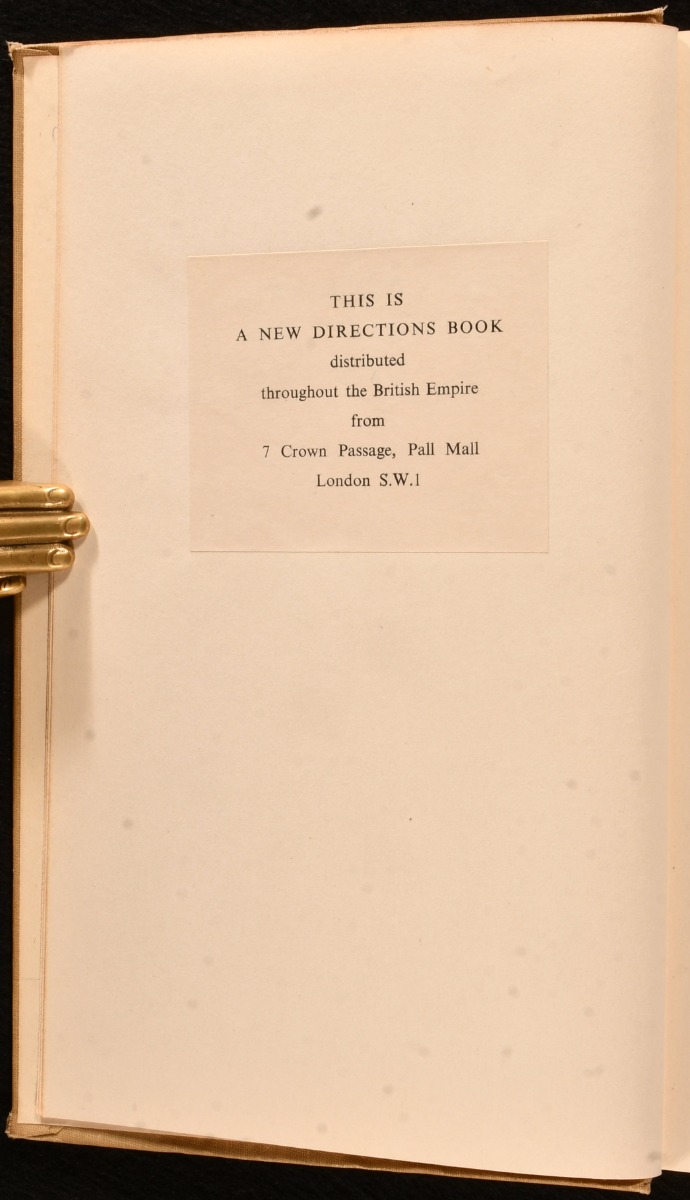 THIS IS
A NEW DIRECTIONS BOOK
distributed
throughout the British Empire
from
7 Crown Passage, Pall Mall
London S.W.1